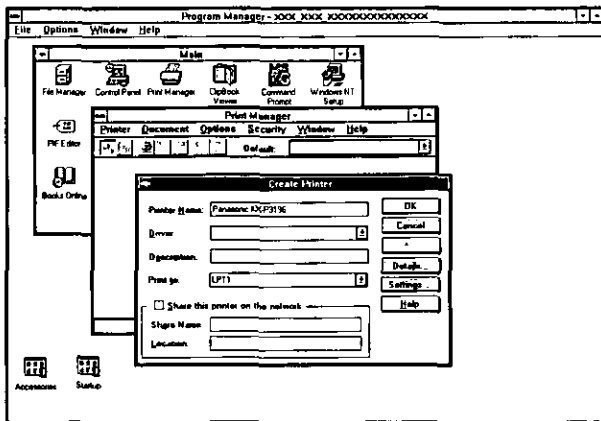 Program Manager - XXX XXX XXXXXXXXXXXXXX
File Options Window Help
Main
File Manager Control Panel Print Manager ClipBook Viewer Command Prompt Windows NT Setup
Print Manager
Printer Document Options Security Window Help
PIF Editor
Default:
Books Online
Create Printer
Printer Name: Panasonic KX-P3196 OK
Driver Cancel
Description:
Details...
Print to: LPT1 Settings...
Share this printer on the network Help
Share Name
Location:
Accessories Startup